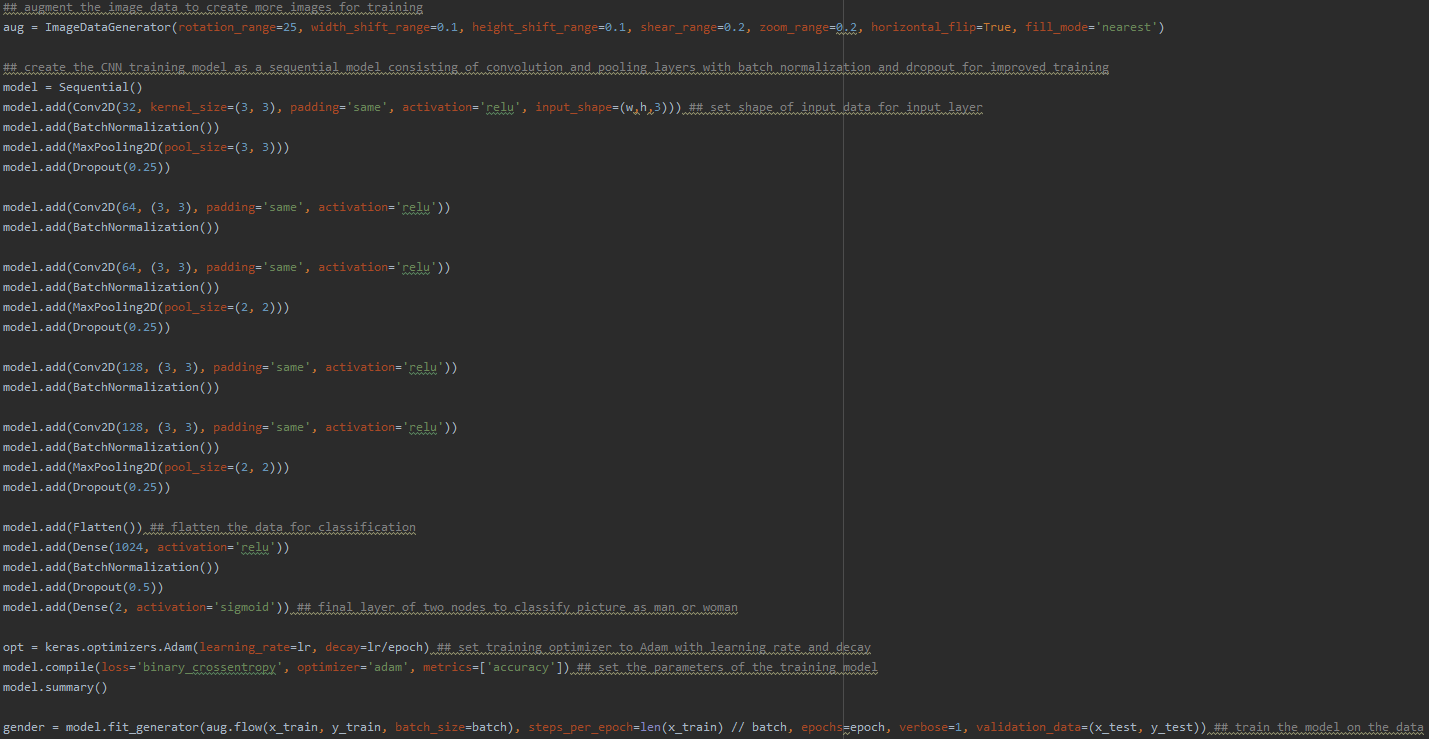 ## augment the image data to create more images for training
aug = ImageDataGenerator(rotation_range=25, width_shift_range=0.1, height_shift_range=0.1, shear_range=0.2, zoom_range=0.2, horizontal_flip=True, fill_mode='nearest')
## create the CNN training model as a sequential model consisting of convolution and pooling layers with batch normalization and dropout for improved training
model = Sequential()
model.add(Conv2D(32, kernel_size=(3, 3), padding='same', activation='relu', input_shape=(w,h,3))) ## set shape of input data for input layer
model.add(BatchNormalization())
model.add(MaxPooling2D(pool_size=(3, 3)))
model.add(Dropout(0.25))
model.add(Conv2D(64, (3, 3), padding='same', activation='relu'))
model.add(BatchNormalization())
model.add(Conv2D(64, (3, 3), padding='same', activation='relu'))
model.add(BatchNormalization())
model.add(MaxPooling2D(pool_size=(2, 2)))
model.add(Dropout(0.25))
model.add(Conv2D(128, (3, 3), padding='same', activation='relu'))
model.add(BatchNormalization())
model.add(Conv2D(128, (3, 3), padding='same', activation='relu'))
model.add(BatchNormalization())
model.add(MaxPooling2D(pool_size=(2, 2)))
model.add(Dropout(0.25))
model.add(Flatten()) ## flatten the data for classification
model.add(Dense(1024, activation='relu'))
model.add(BatchNormalization())
model.add(Dropout(0.5))
model.add(Dense(2, activation='sigmoid')) ## final layer of two nodes to classify picture as man or woman
opt = keras.optimizers.Adam(learning_rate=lr, decay=lr/epoch) ## set training optimizer to Adam with learning rate and decay
model.compile(loss='binary_crossentropy', optimizer='adam', metrics=['accuracy']) ## set the parameters of the training model
model.summary()
gender = model.fit_generator(aug.flow(x_train, y_train, batch_size=batch), steps_per_epoch=len(x_train) // batch, epochs=epoch, verbose=1, validation_data=(x_test, y_test)) ## train the model on the data